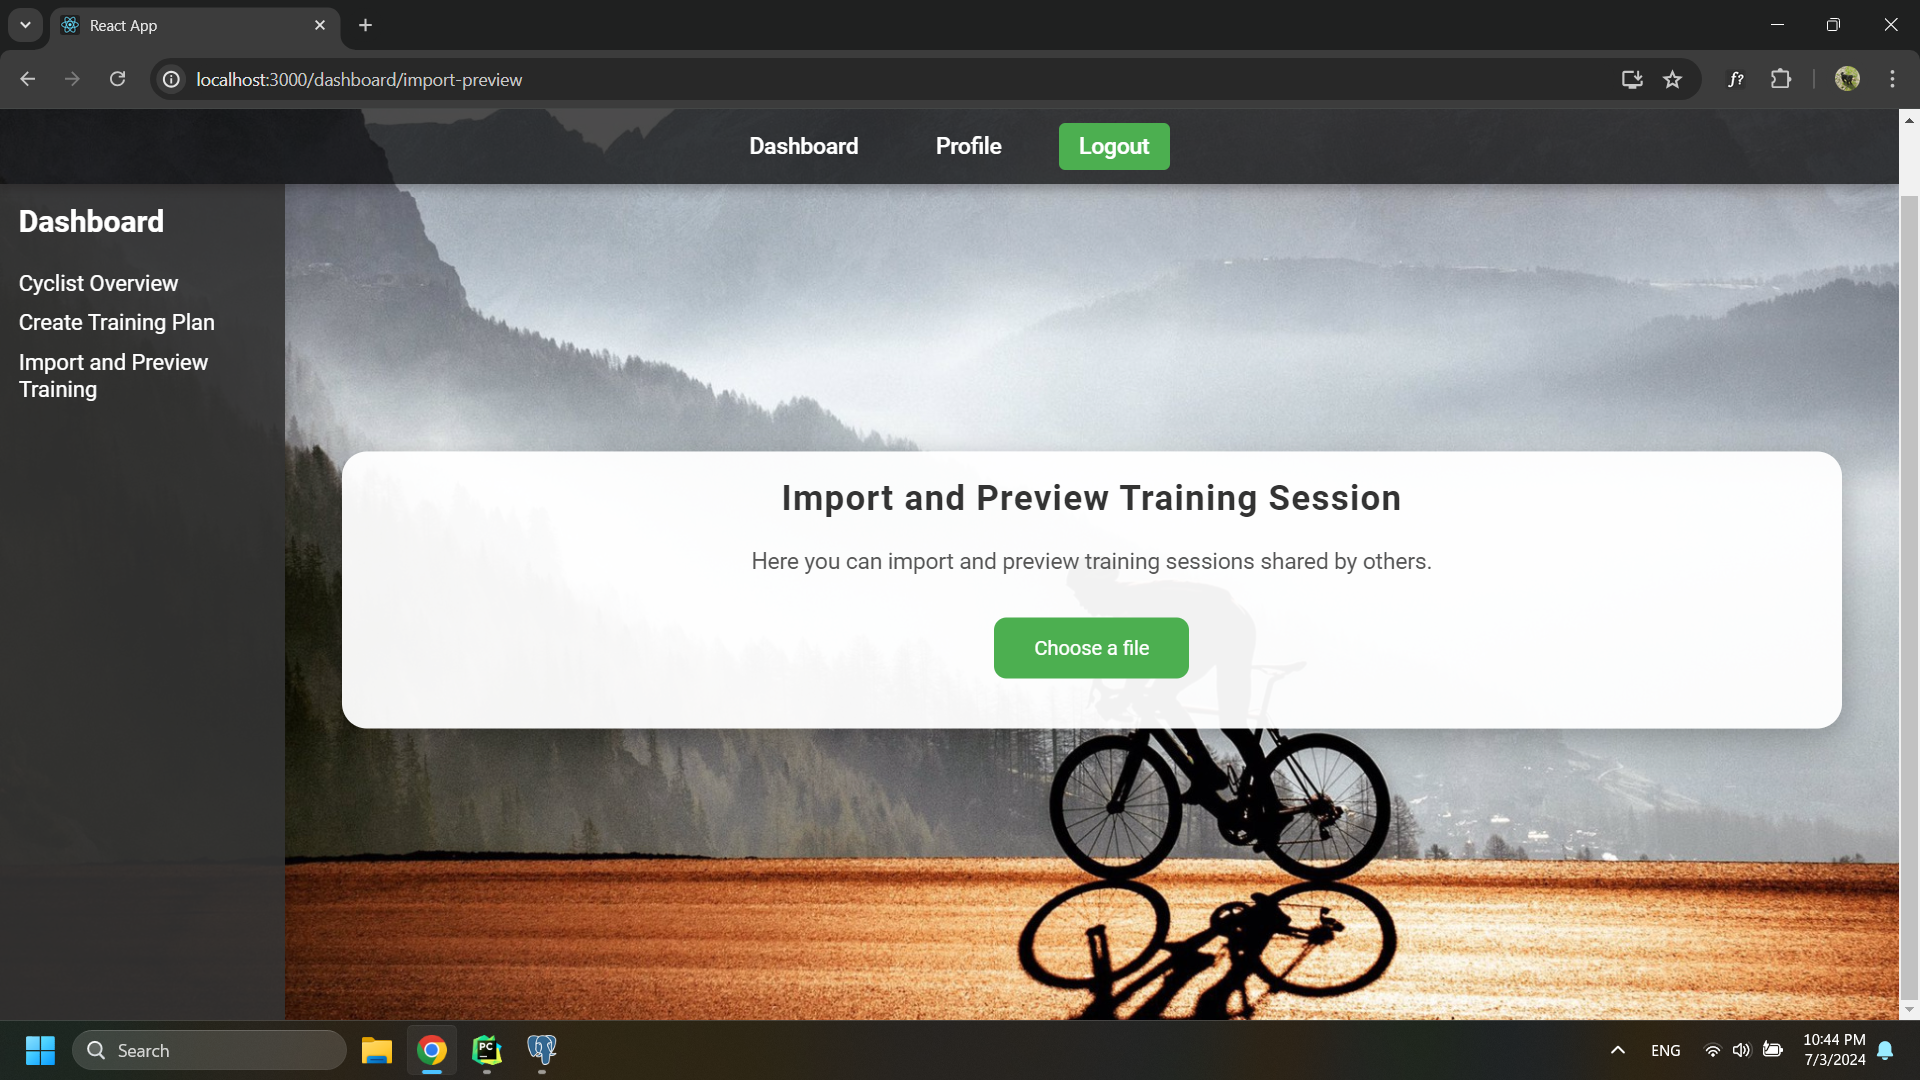 React App
localhost:3000/dashboard/import-preview
f?
Dashboard
Profile
Logout
Dashboard
Cyclist Overview
Create Training Plan
Import and Preview
Training
Import and Preview Training Session
Here you can import and preview training sessions shared by others.
Choose a file
Search
PC
ENG
10:44 PM
7/3/2024